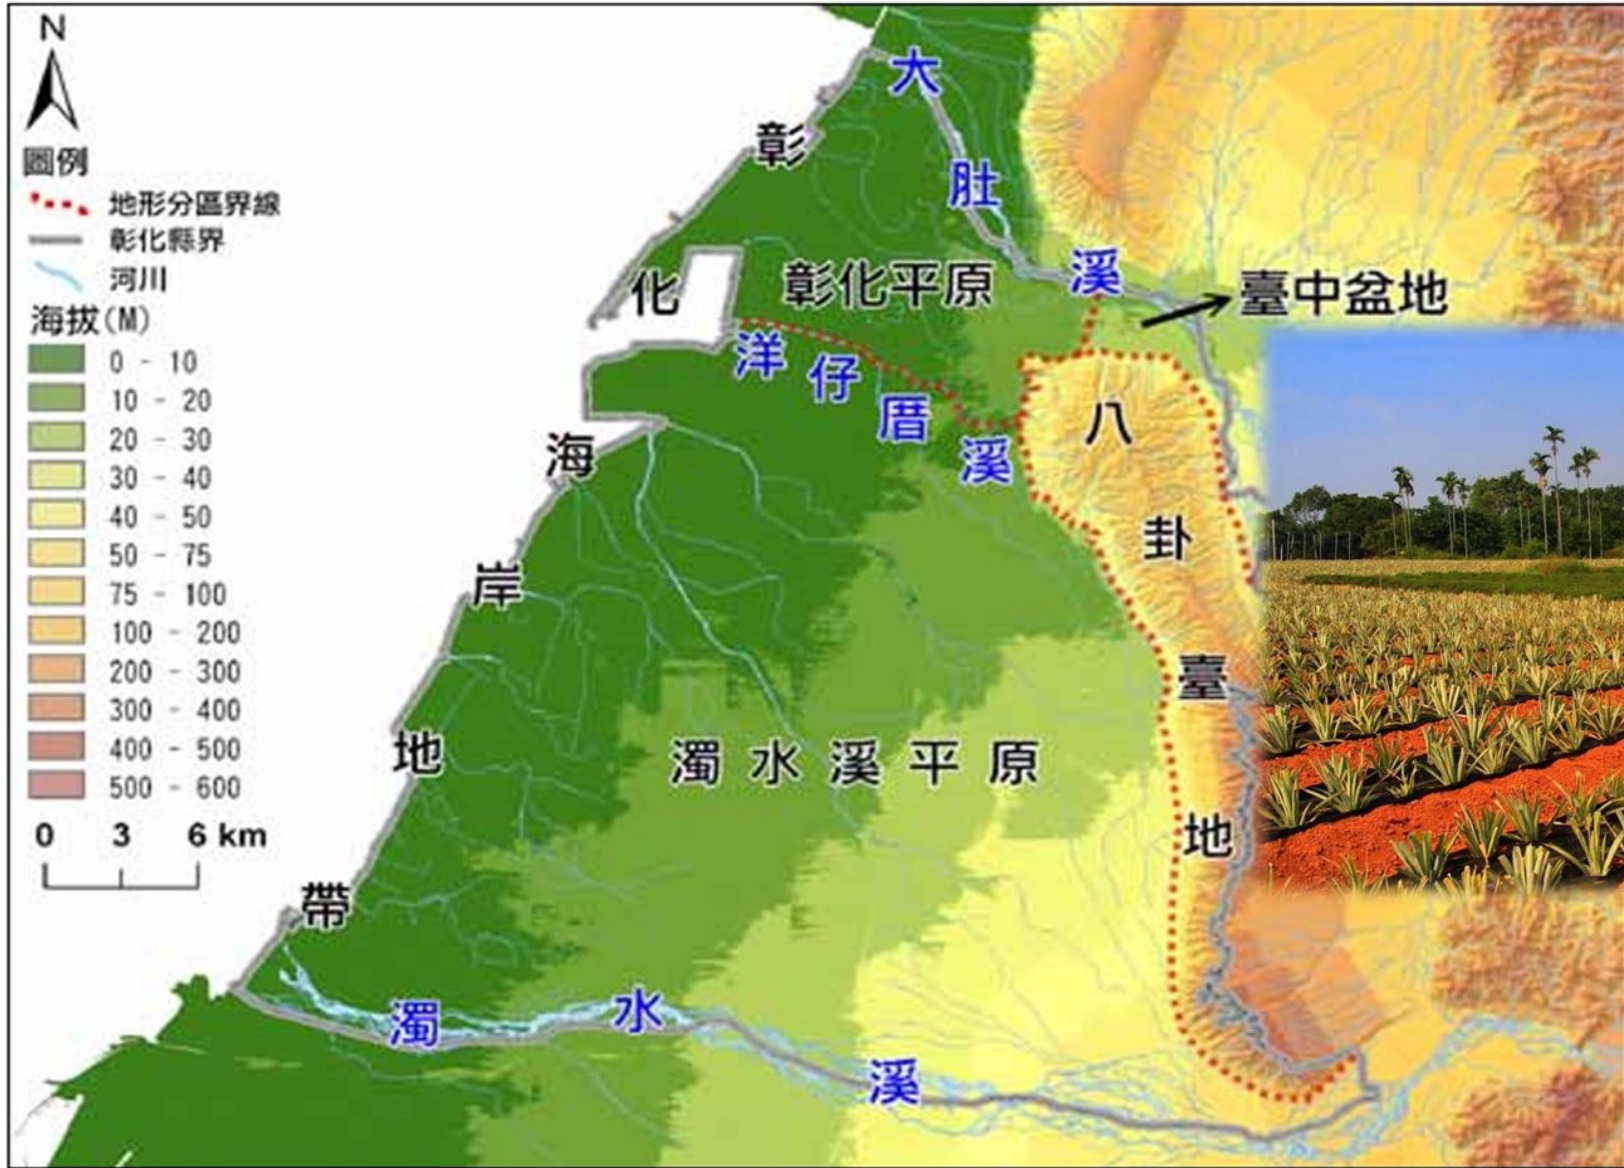 N
圖例
地形分區界線
彰化縣界
河川
海拔(M)
0 - 10
10 - 20
20 - 30
30 - 40
40 - 50
50 - 75
75 - 100
100 - 200
200 - 300
300 - 400
400 - 500
500 - 600
0 3 6 km
大肚溪
彰化海岸地帶
彰化平原
臺中盆地
洋仔厝溪
八卦臺地
濁水溪平原
濁水溪